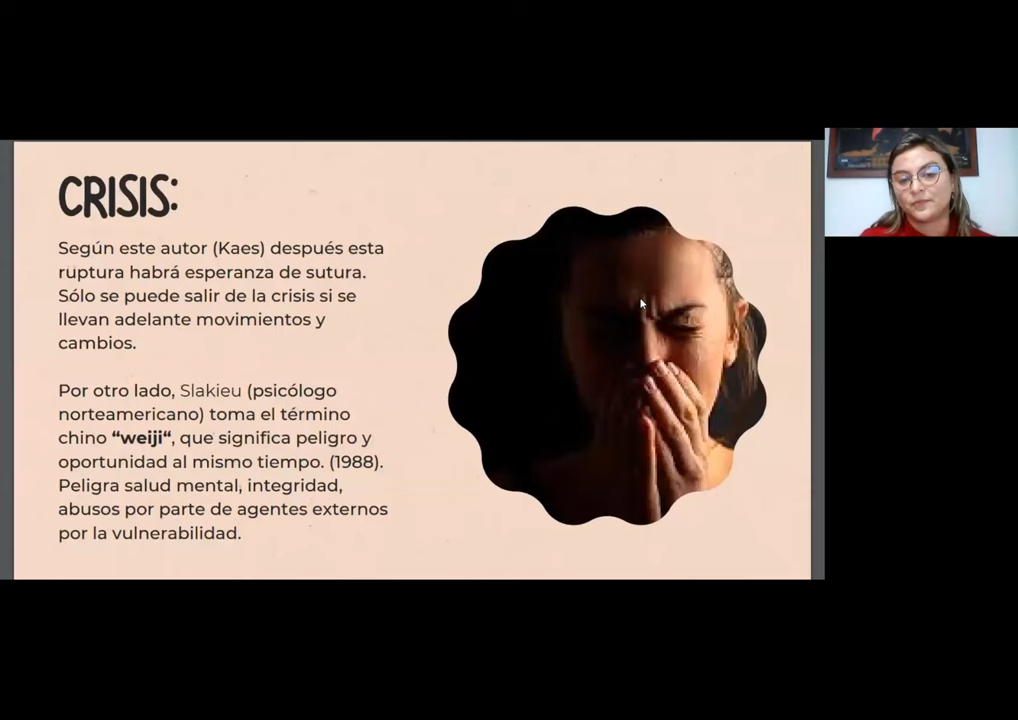 CRISIS:
Según este autor (Kaes) después esta
ruptura habrá esperanza de sutura.
Sólo se puede salir de la crisis si se
llevan adelante movimientos y
cambios.
Por otro lado, Slakieu (psicólogo
norteamericano) toma el término
chino “weiji“, que significa peligro y
oportunidad al mismo tiempo. (1988).
Peligra salud mental, integridad,
abusos por parte de agentes externos
por la vulnerabilidad.